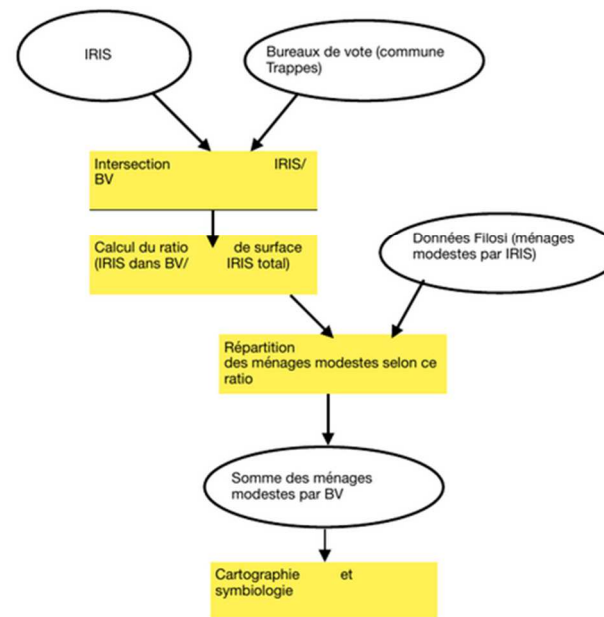 IRIS
Bureaux de vote (commune
Trappes)
Intersection IRIS/
BV
Calcul du ratio de surface
(IRIS dans BV/ IRIS total)
Données Filosi (ménages
modestes par IRIS)
Répartition
des ménages modestes selon ce
ratio
Somme des ménages
modestes par BV
Cartographie et
symbiologie